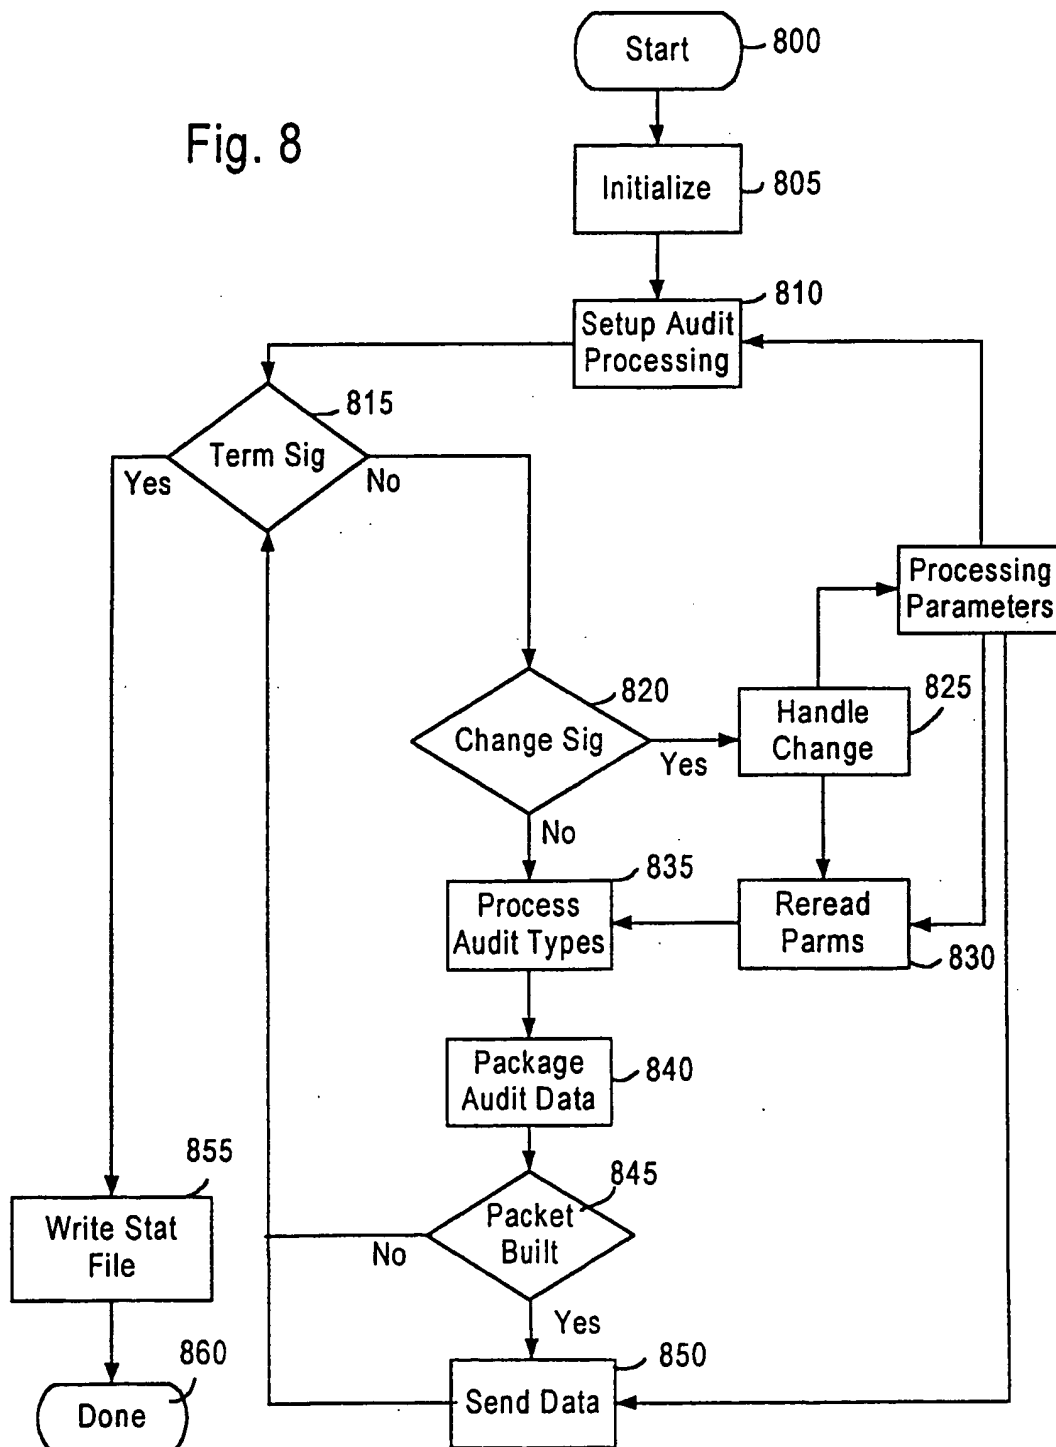 Start
800
Fig. 8
Initialize
805
810
Setup Audit
Processing
815
Term Sig
Yes
No
Processing
Parameters
820
825
Change Sig
Yes
Handle
Change
No
835
Process
Audit Types
Reread
Parms
830
Package
Audit Data
840
845
855
Packet
Built
Write Stat
File
No
Yes
850
860
Send Data
Done